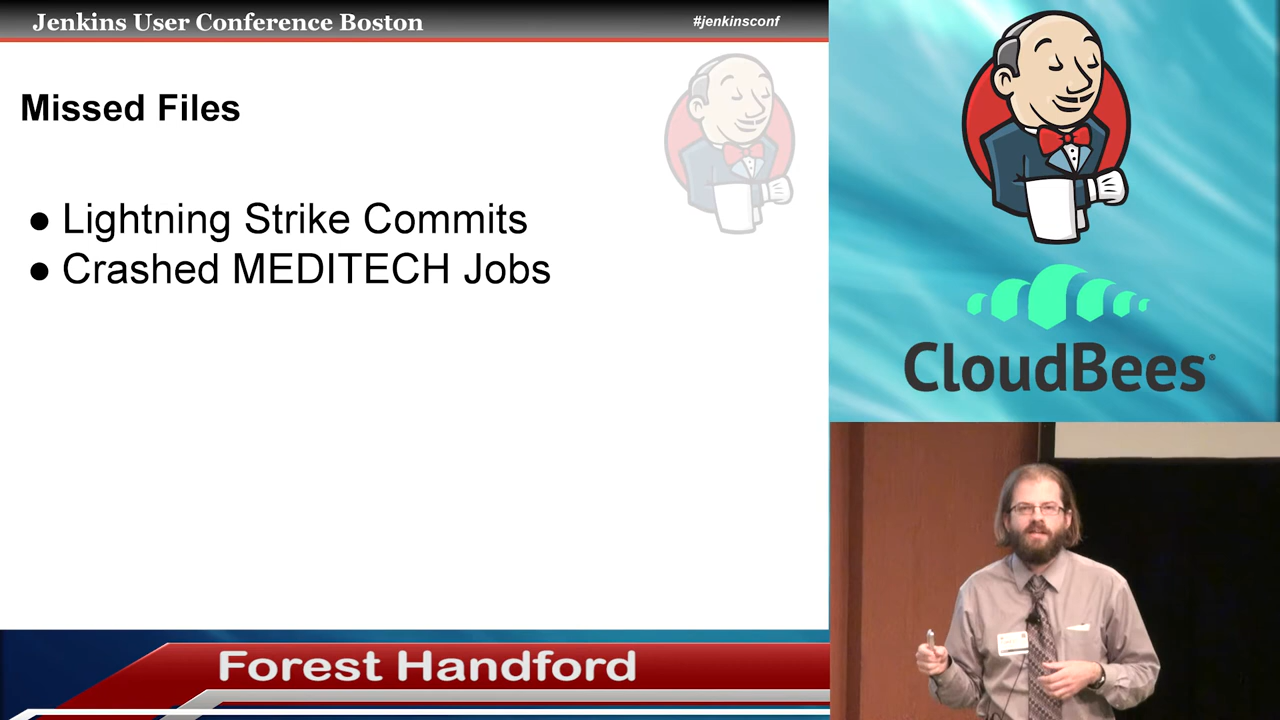 Jenkins User Conference Boston
#jenkinsconf
Missed Files
● Lightning Strike Commits
● Crashed MEDITECH Jobs
CloudBees®
Forest Handford